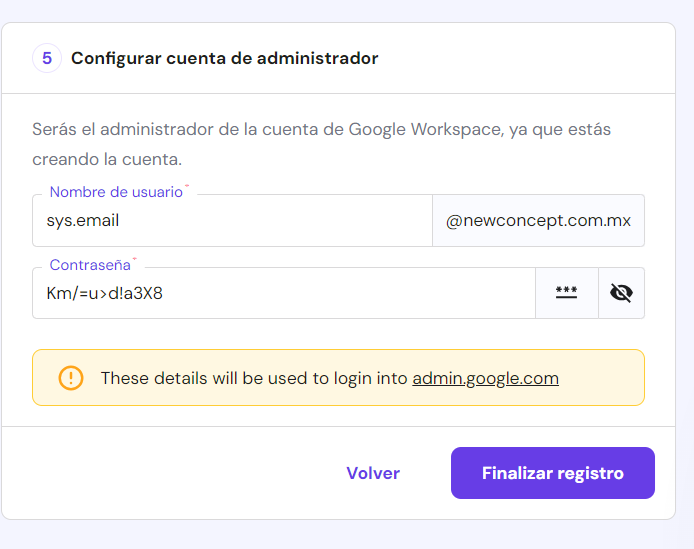 5 Configurar cuenta de administrador
Serás el administrador de la cuenta de Google Workspace, ya que estás
creando la cuenta.
Nombre de usuario*
sys.email @newconcept.com.mx
Contraseña*
Km/=u>d!a3X8 ***
These details will be used to login into admin.google.com
Volver Finalizar registro